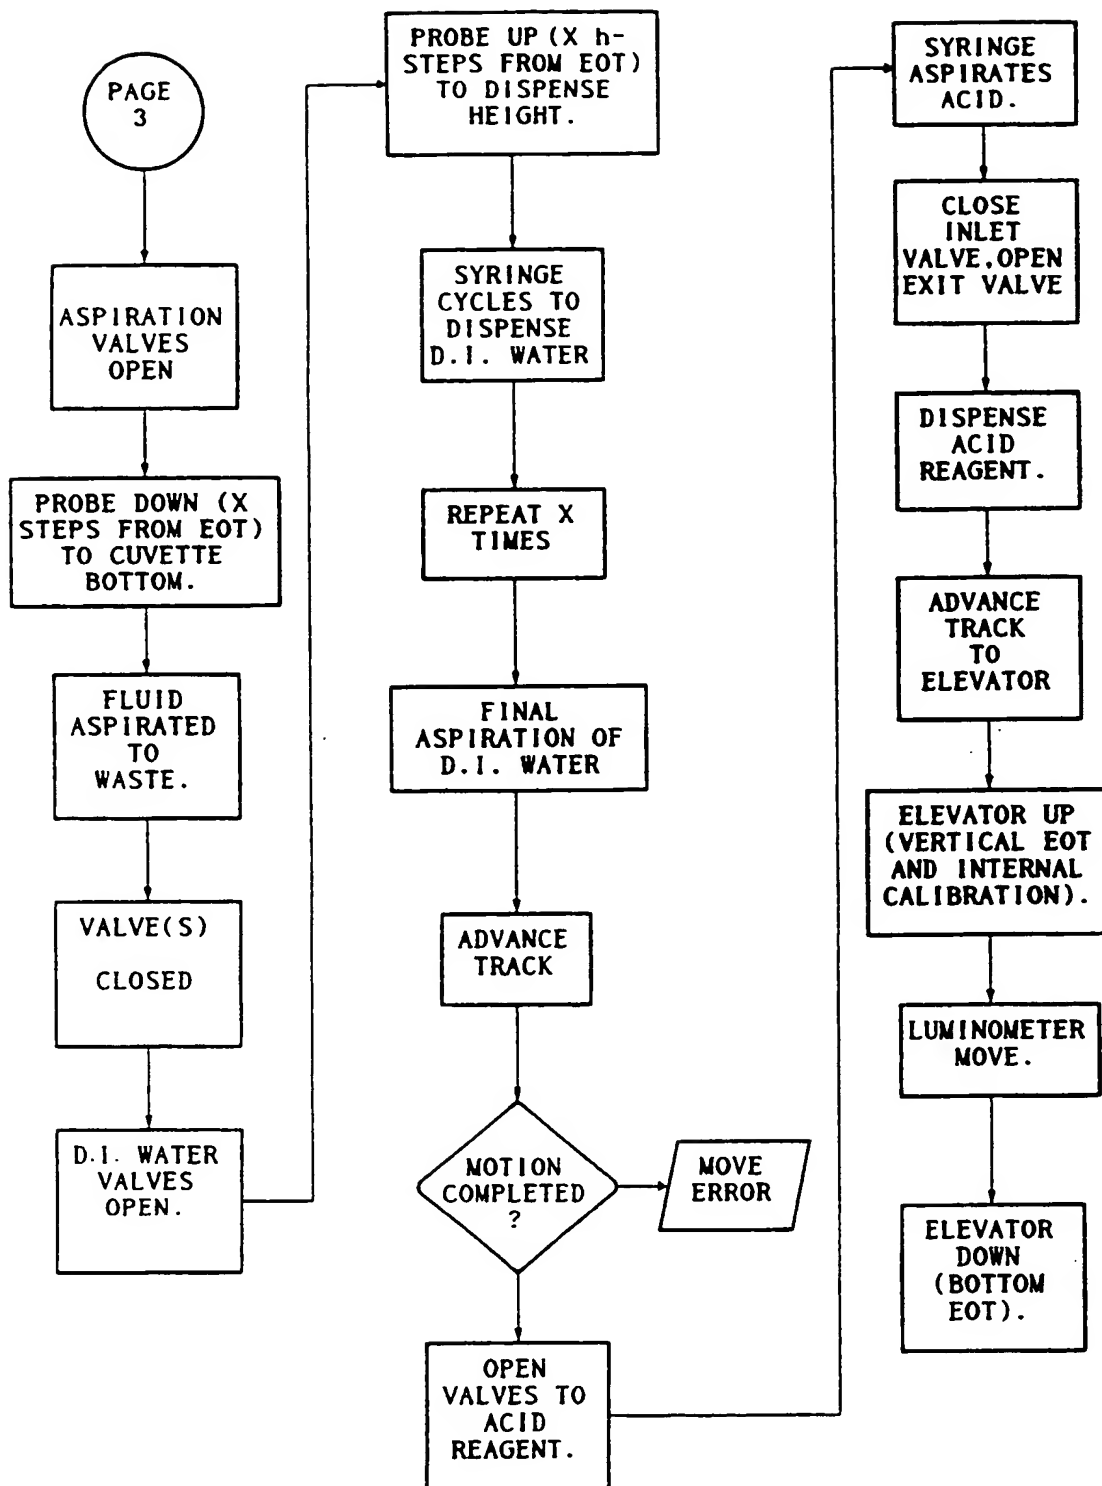 PAGE
3
ASPIRATION
VALVES
OPEN
PROBE DOWN (X
STEPS FROM EOT)
TO CUVETTE
BOTTOM.
FLUID
ASPIRATED
TO
WASTE.
VALVE(S)
CLOSED
D.I. WATER
VALVES
OPEN.
PROBE UP (X h-
STEPS FROM EOT)
TO DISPENSE
HEIGHT.
SYRINGE
CYCLES TO
DISPENSE
D.I. WATER
REPEAT X
TIMES
FINAL
ASPIRATION OF
D.I. WATER
ADVANCE
TRACK
MOTION
COMPLETED
?
MOVE
ERROR
OPEN
VALVES TO
ACID
REAGENT.
SYRINGE
ASPIRATES
ACID.
CLOSE
INLET
VALVE,OPEN
EXIT VALVE
DISPENSE
ACID
REAGENT.
ADVANCE
TRACK
TO
ELEVATOR
ELEVATOR UP
(VERTICAL EOT
AND INTERNAL
CALIBRATION).
LUMINOMETER
MOVE.
ELEVATOR
DOWN
(BOTTOM
EOT).